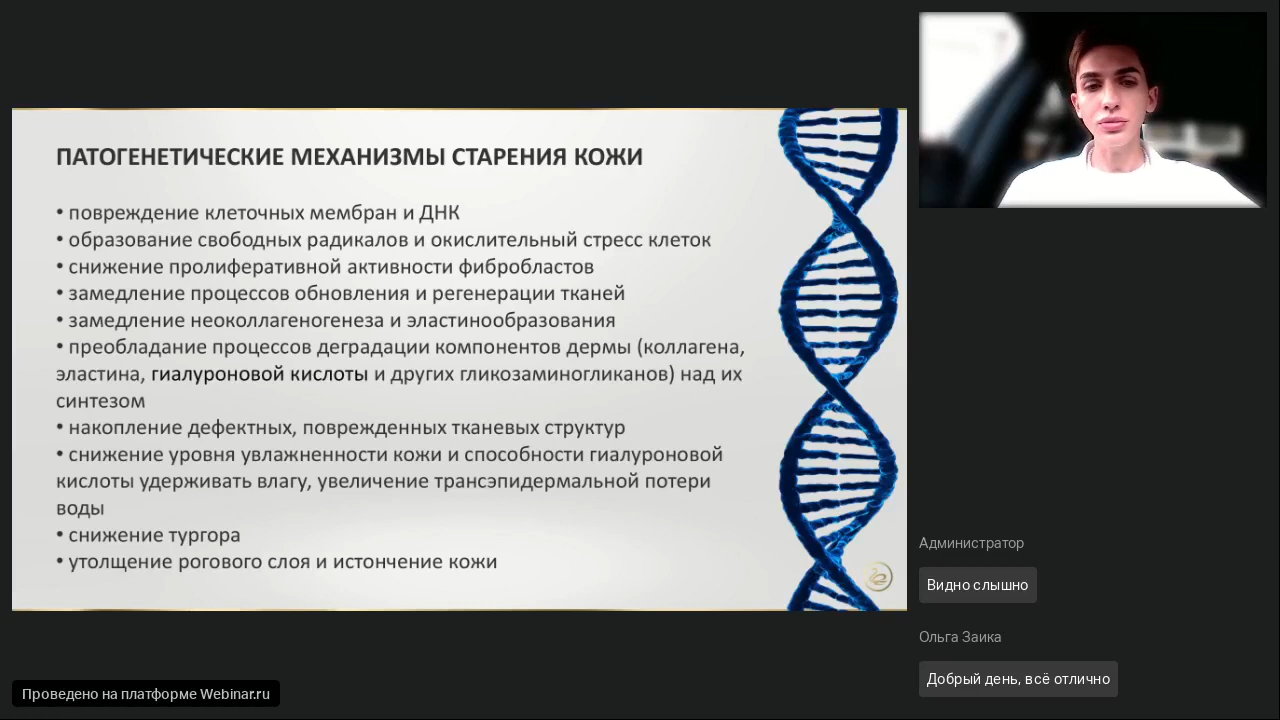 ПАТОГЕНЕТИЧЕСКИЕ МЕХАНИЗМЫ СТАРЕНИЯ КОЖИ
• повреждение клеточных мембран и ДНК
• образование свободных радикалов и окислительный стресс клеток
• снижение пролиферативной активности фибробластов
• замедление процессов обновления и регенерации тканей
• замедление неоколлагеногенеза и эластинообразования
• преобладание процессов деградации компонентов дермы (коллагена,
эластина, гиалуроновой кислоты и других гликозаминогликанов) над их
синтезом
• накопление дефектных, поврежденных тканевых структур
• снижение уровня увлажненности кожи и способности гиалуроновой
кислоты удерживать влагу, увеличение трансэпидермальной потери
воды
• снижение тургора
• утолщение рогового слоя и истончение кожи
Администратор
Видно слышно
Ольга Заика
Добрый день, всё отлично
Проведено на платформе Webinar.ru